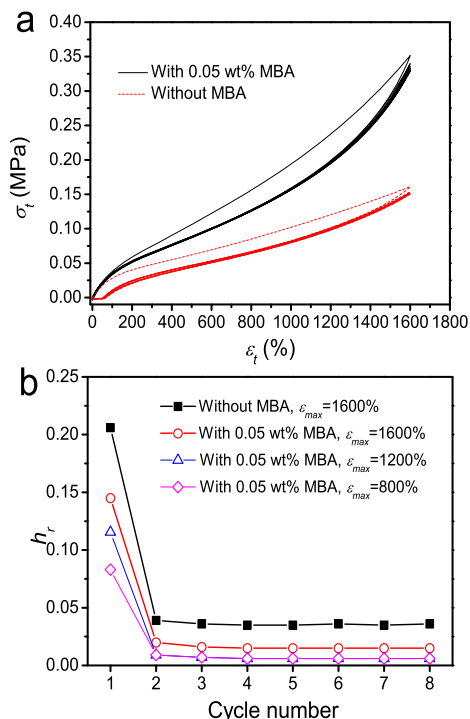 a
0.40
0.35
0.30
0.25
0.20
0.15
0.10
0.05
0.00
σt (MPa)
With 0.05 wt% MBA
Without MBA
0 200 400 600 800 1000 1200 1400 1600 1800
εt (%)
b
0.25
0.20
0.15
0.10
0.05
0.00
hr
Without MBA, εmax=1600%
With 0.05 wt% MBA, εmax=1600%
With 0.05 wt% MBA, εmax=1200%
With 0.05 wt% MBA, εmax=800%
1 2 3 4 5 6 7 8
Cycle number